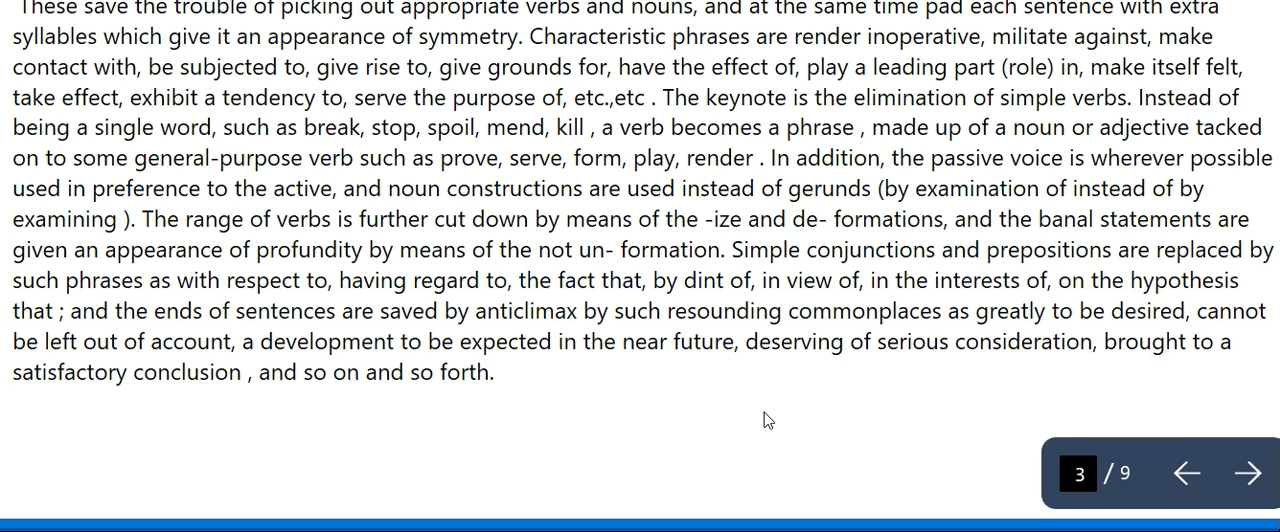 These save the trouble of picking out appropriate verbs and nouns, and at the same time pad each sentence with extra
syllables which give it an appearance of symmetry. Characteristic phrases are render inoperative, militate against, make
contact with, be subjected to, give rise to, give grounds for, have the effect of, play a leading part (role) in, make itself felt,
take effect, exhibit a tendency to, serve the purpose of, etc.,etc . The keynote is the elimination of simple verbs. Instead of
being a single word, such as break, stop, spoil, mend, kill , a verb becomes a phrase , made up of a noun or adjective tacked
on to some general-purpose verb such as prove, serve, form, play, render . In addition, the passive voice is wherever possible
used in preference to the active, and noun constructions are used instead of gerunds (by examination of instead of by
examining ). The range of verbs is further cut down by means of the -ize and de- formations, and the banal statements are
given an appearance of profundity by means of the not un- formation. Simple conjunctions and prepositions are replaced by
such phrases as with respect to, having regard to, the fact that, by dint of, in view of, in the interests of, on the hypothesis
that ; and the ends of sentences are saved by anticlimax by such resounding commonplaces as greatly to be desired, cannot
be left out of account, a development to be expected in the near future, deserving of serious consideration, brought to a
satisfactory conclusion , and so on and so forth.
3 / 9